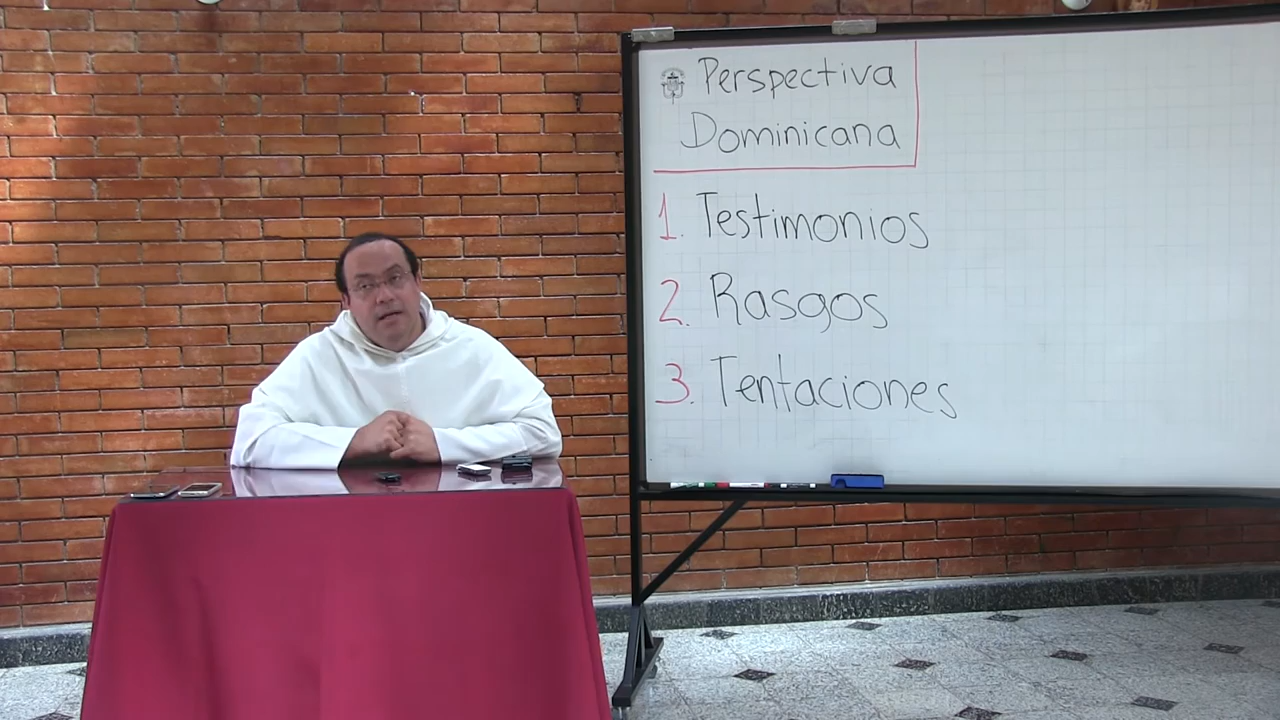 Perspectiva
Dominicana
1. Testimonios
2. Rasgos
3. Tentaciones